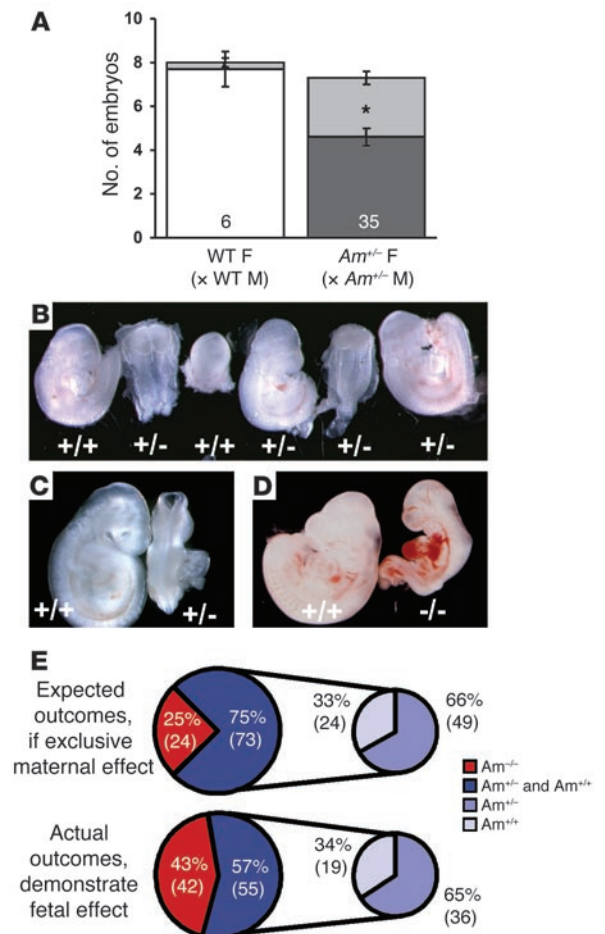 A
10
8
6
4
2
0
No. of embryos
*
6
35
WT F
(× WT M)
Am+/– F
(× Am+/– M)
B
+/+
+/-
+/+
+/-
+/-
+/-
C
+/+
+/-
D
+/+
-/-
E
Expected
outcomes,
if exclusive
maternal effect
25%
(24)
75%
(73)
33%
(24)
66%
(49)
Am–/–
Am+/– and Am+/+
Am+/–
Am+/+
Actual
outcomes,
demonstrate
fetal effect
43%
(42)
57%
(55)
34%
(19)
65%
(36)